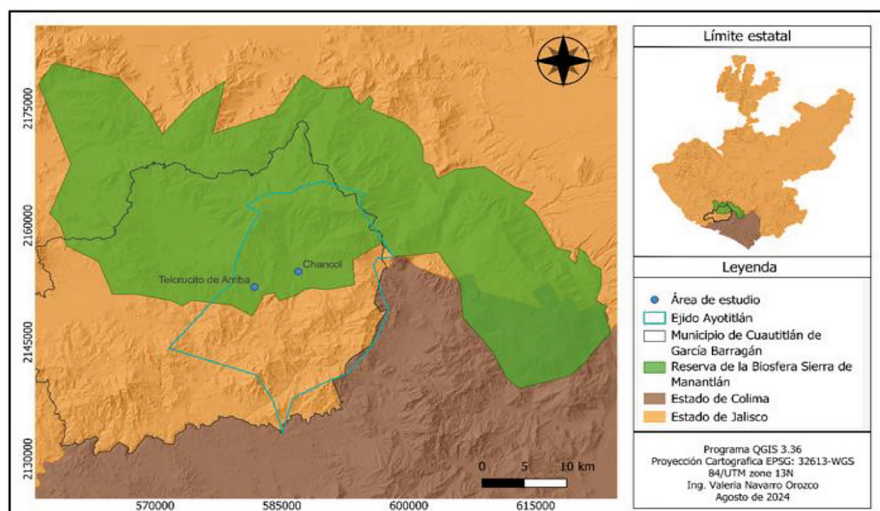 Límite estatal
2175000
2160000
2145000
2130000
Telcrucito de Arriba
Chancol
0 5 10 km
570000 585000 600000 615000
Leyenda
Área de estudio
Ejido Ayotitlán
Municipio de Cuautitlán de
García Barragán
Reserva de la Biosfera Sierra de
Manantlán
Estado de Colima
Estado de Jalisco
Programa QGIS 3.36
Proyección Cartografica EPSG: 32613-WGS
84/UTM zone 13N
Ing. Valeria Navarro Orozco
Agosto de 2024